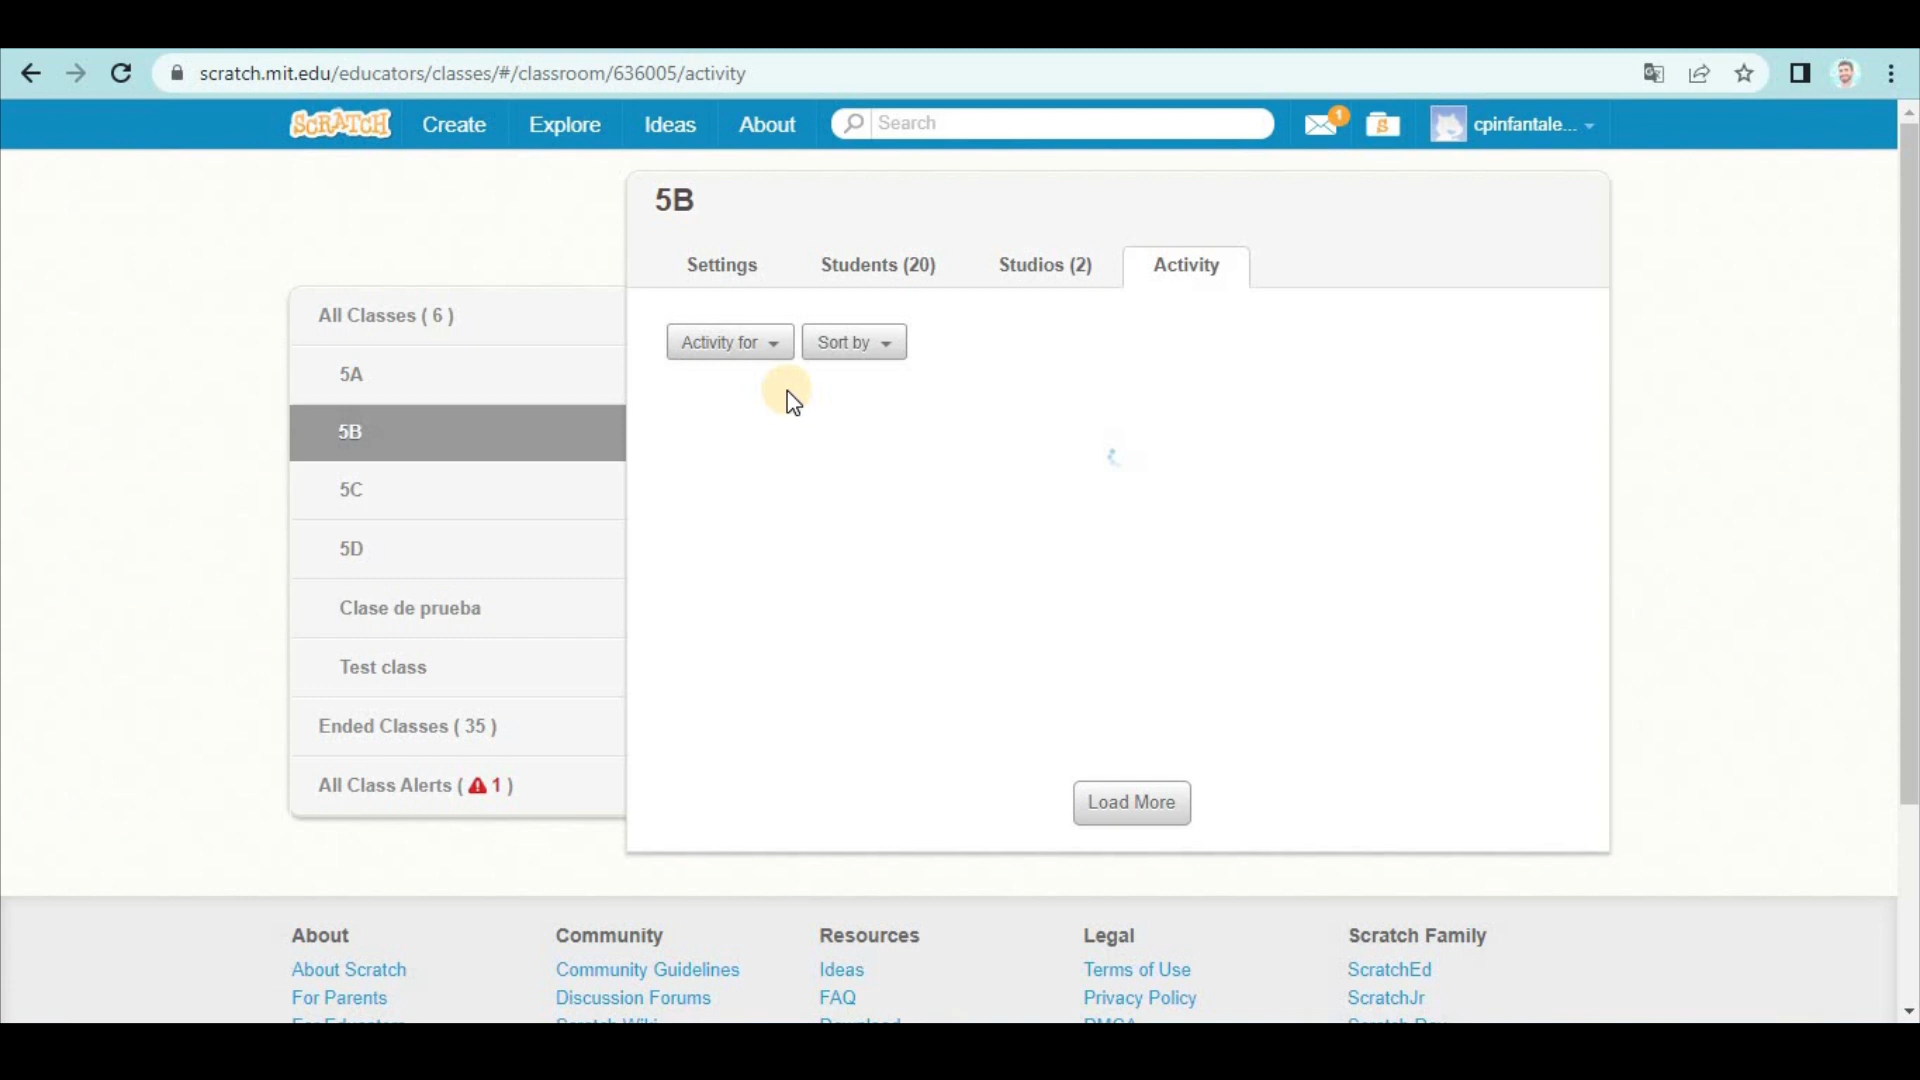 scratch.mit.edu/educators/classes/#/classroom/636005/activity
SCRATCH Create Explore Ideas About Search 1 S cpinfantale...
5B
Settings Students (20) Studios (2) Activity
All Classes ( 6 )
5A
5B
5C
5D
Clase de prueba
Test class
Ended Classes ( 35 )
All Class Alerts ( 1 )
Activity for Sort by
Load More
About Community Resources Legal Scratch Family
About Scratch Community Guidelines Ideas Terms of Use ScratchEd
For Parents Discussion Forums FAQ Privacy Policy ScratchJr